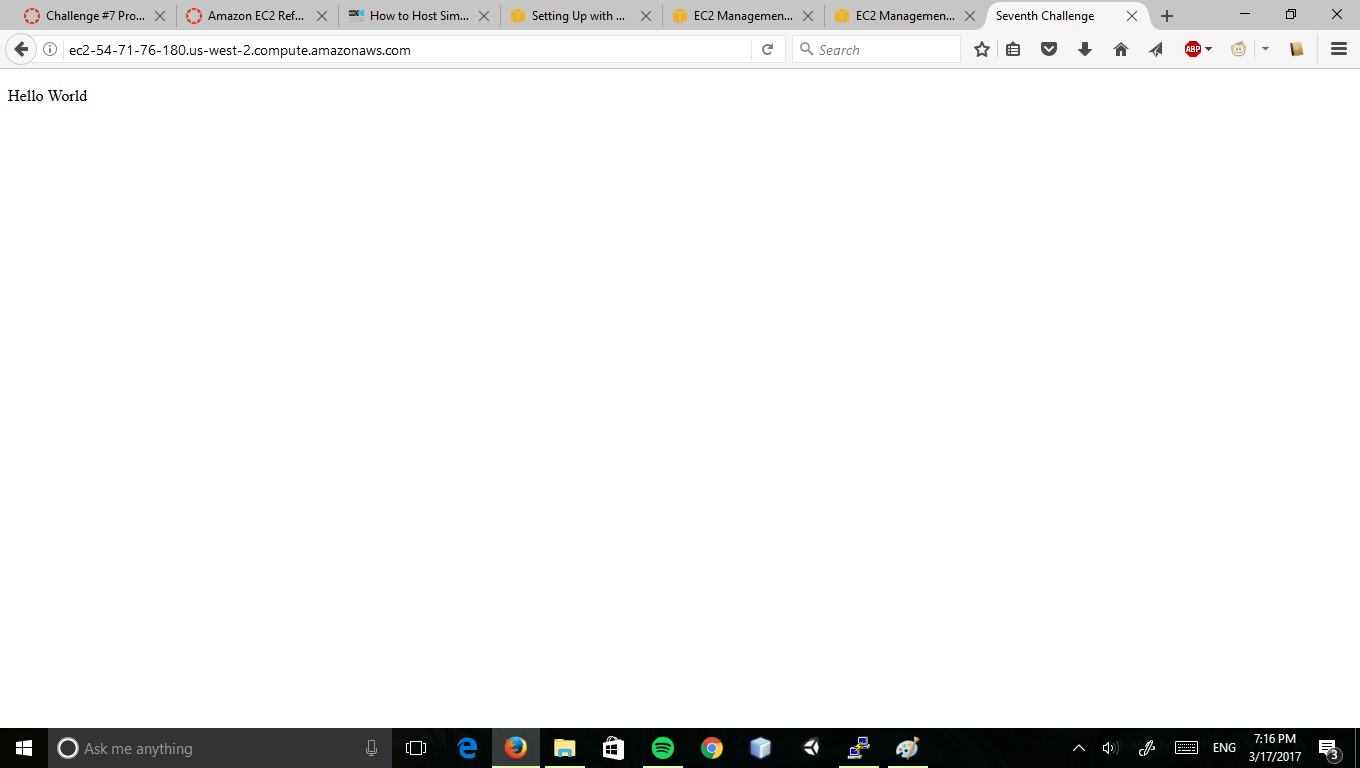 Challenge #7 Pro...
Amazon EC2 Ref...
How to Host Sim...
Setting Up with ...
EC2 Managemen...
EC2 Managemen...
Seventh Challenge
ec2-54-71-76-180.us-west-2.compute.amazonaws.com
Search
ABP
Hello World
Ask me anything
ENG
7:16 PM
3/17/2017
3